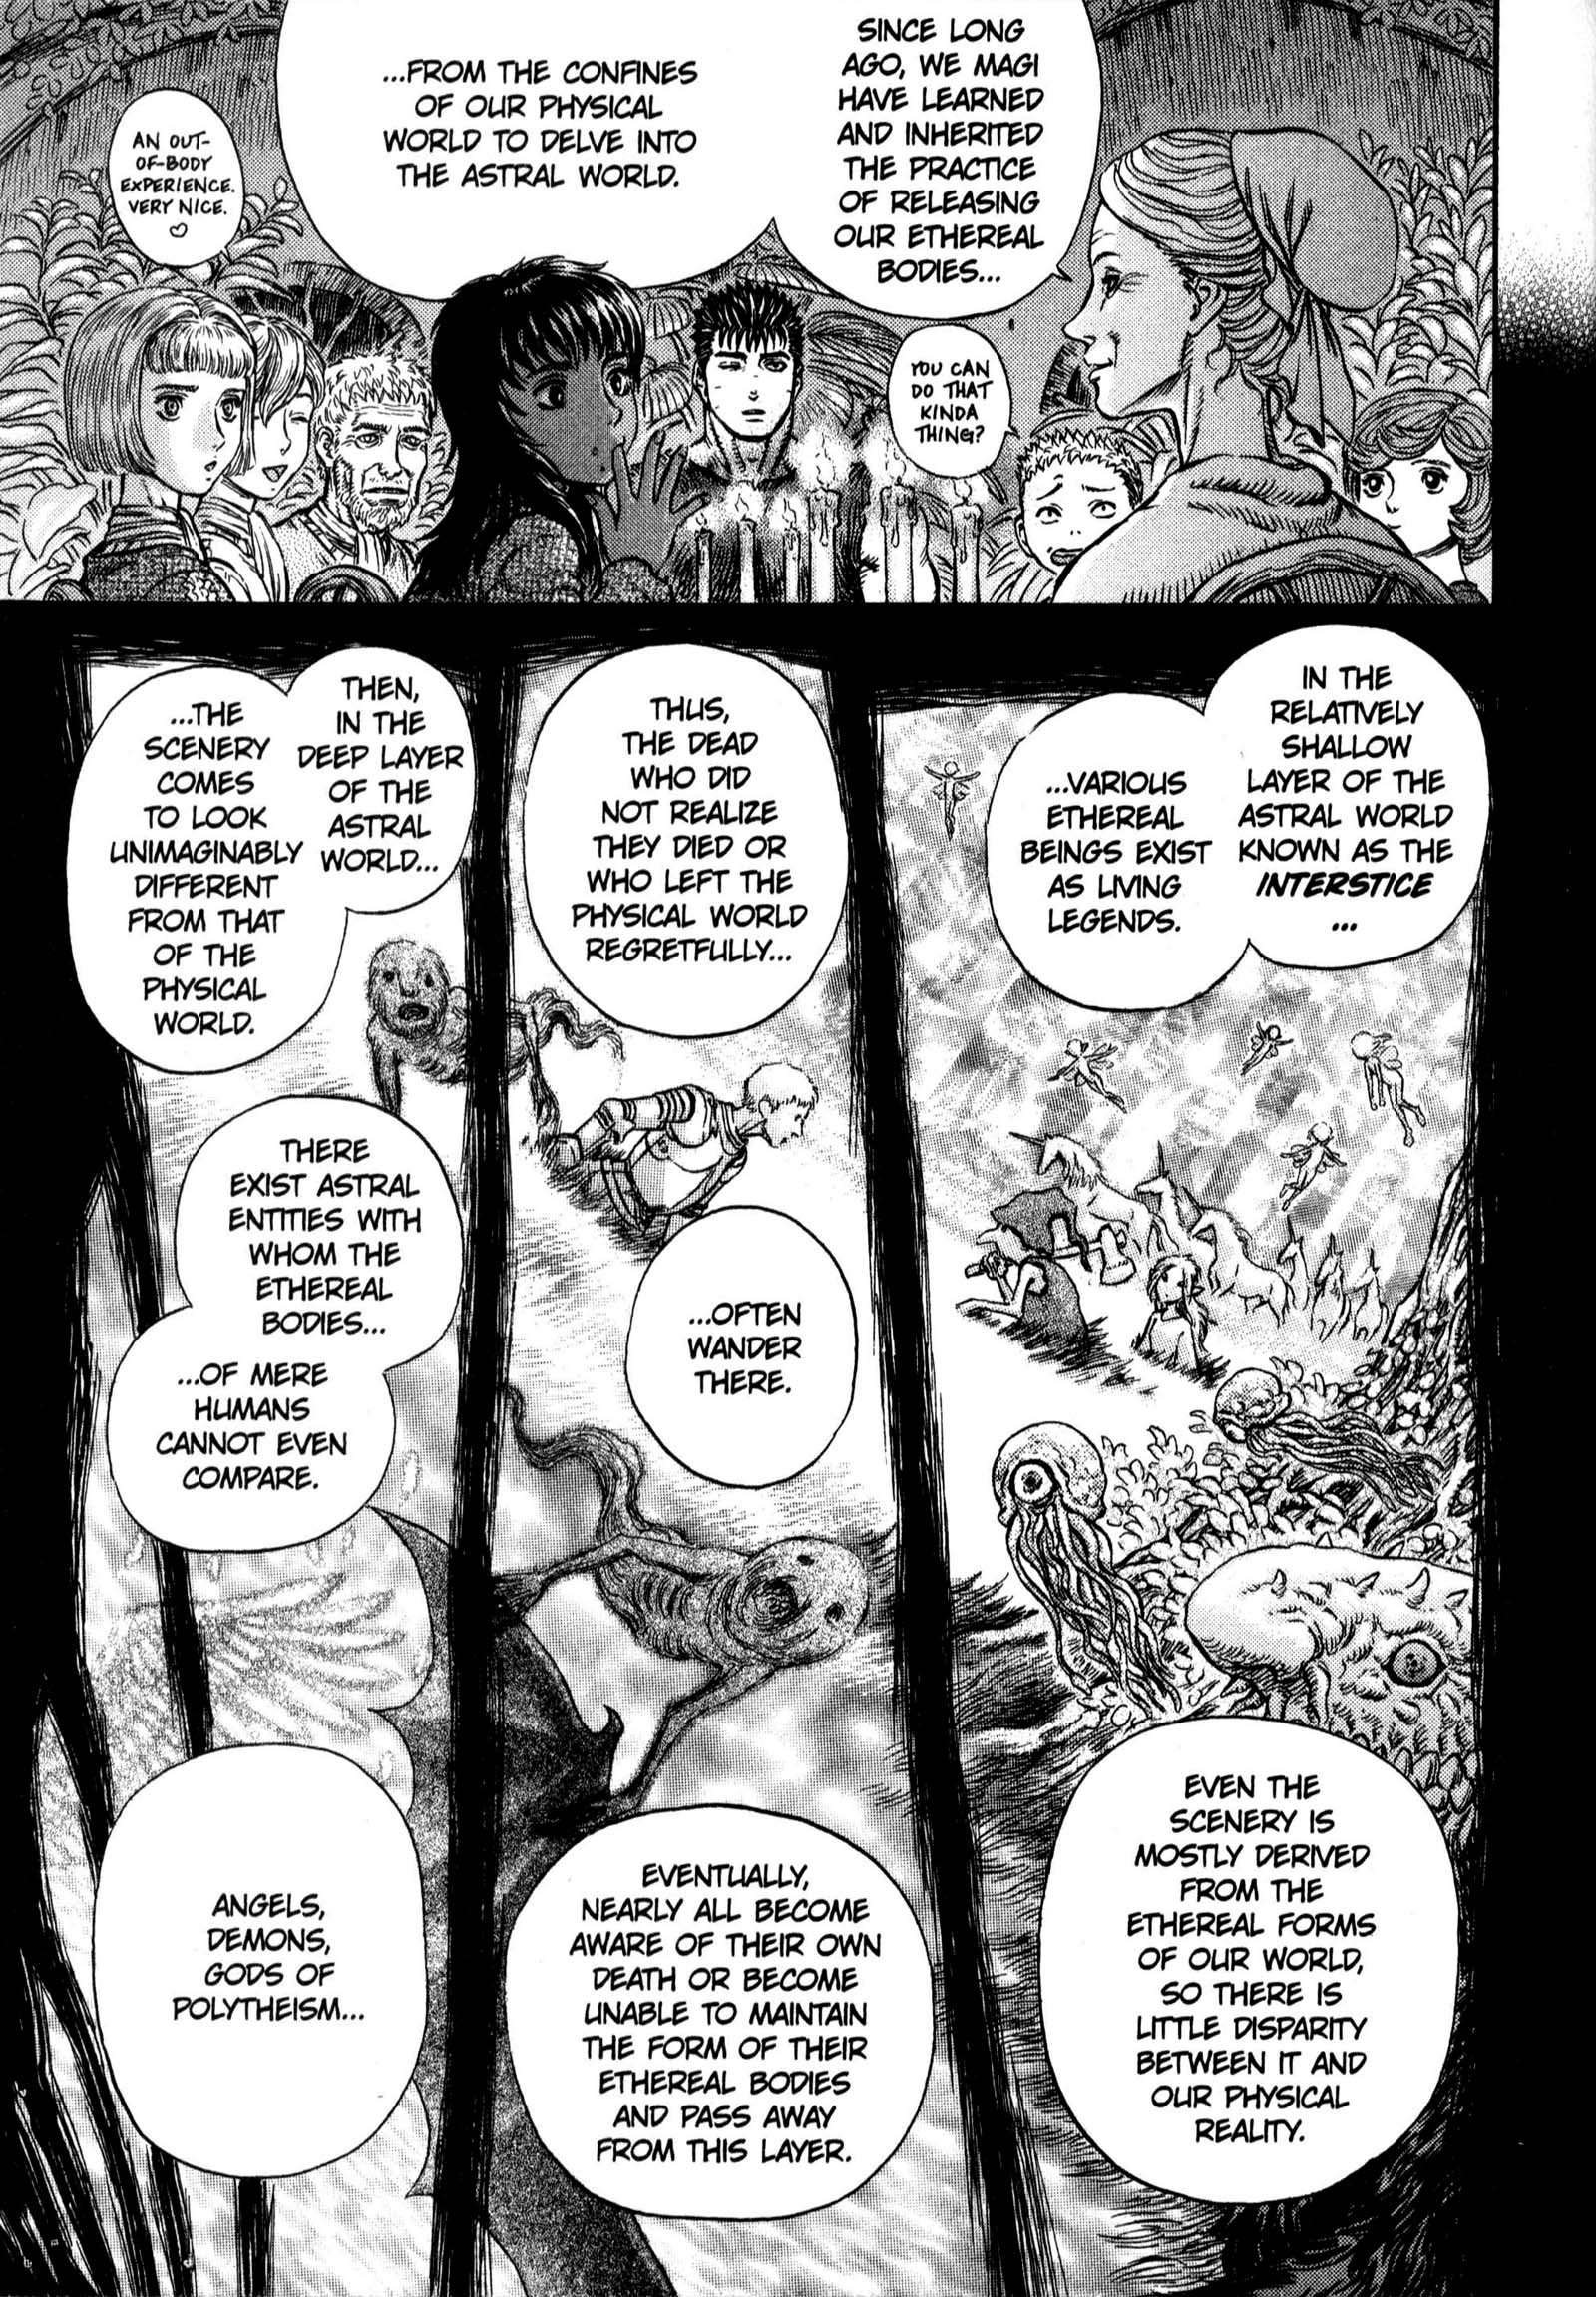 SINCE LONG
AGO, WE MAGI
HAVE LEARNED
AND INHERITED
THE PRACTICE
OF RELEASING
OUR ETHEREAL
BODIES...
...FROM THE CONFINES
OF OUR PHYSICAL
WORLD TO DELVE INTO
THE ASTRAL WORLD.
YOU CAN
DO THAT
KINDA
THING?
AN OUT-
OF-BODY
EXPERIENCE.
VERY NICE.
♡
IN THE
RELATIVELY
SHALLOW
LAYER OF THE
ASTRAL WORLD
KNOWN AS THE
INTERSTICE
...
...VARIOUS
ETHEREAL
BEINGS EXIST
AS LIVING
LEGENDS.
EVEN THE
SCENERY IS
MOSTLY DERIVED
FROM THE
ETHEREAL FORMS
OF OUR WORLD,
SO THERE IS
LITTLE DISPARITY
BETWEEN IT AND
OUR PHYSICAL
REALITY.
THUS,
THE DEAD
WHO DID
NOT REALIZE
THEY DIED OR
WHO LEFT THE
PHYSICAL WORLD
REGRETFULLY...
...OFTEN
WANDER
THERE.
EVENTUALLY,
NEARLY ALL BECOME
AWARE OF THEIR OWN
DEATH OR BECOME
UNABLE TO MAINTAIN
THE FORM OF THEIR
ETHEREAL BODIES
AND PASS AWAY
FROM THIS LAYER.
THEN,
IN THE
DEEP LAYER
OF THE
ASTRAL
WORLD...
...THE
SCENERY
COMES
TO LOOK
UNIMAGINABLY
DIFFERENT
FROM THAT
OF THE
PHYSICAL
WORLD.
THERE
EXIST ASTRAL
ENTITIES WITH
WHOM THE
ETHEREAL
BODIES...
...OF MERE
HUMANS
CANNOT EVEN
COMPARE.
ANGELS,
DEMONS,
GODS OF
POLYTHEISM...